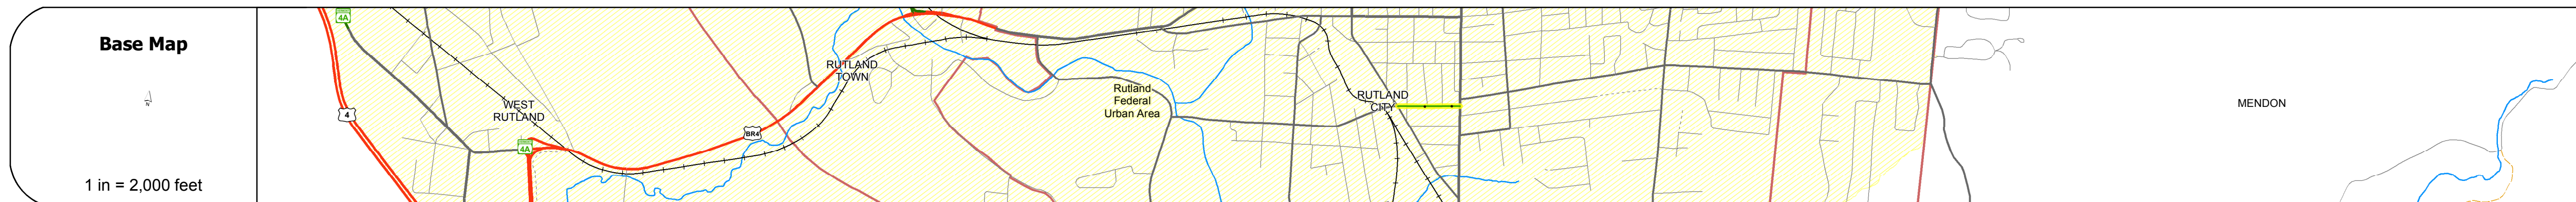 Base Map
N
1 in = 2,000 feet
4A
4
WEST
RUTLAND
4A
BR4
RUTLAND
TOWN
Rutland
Federal
Urban Area
RUTLAND
CITY
MENDON